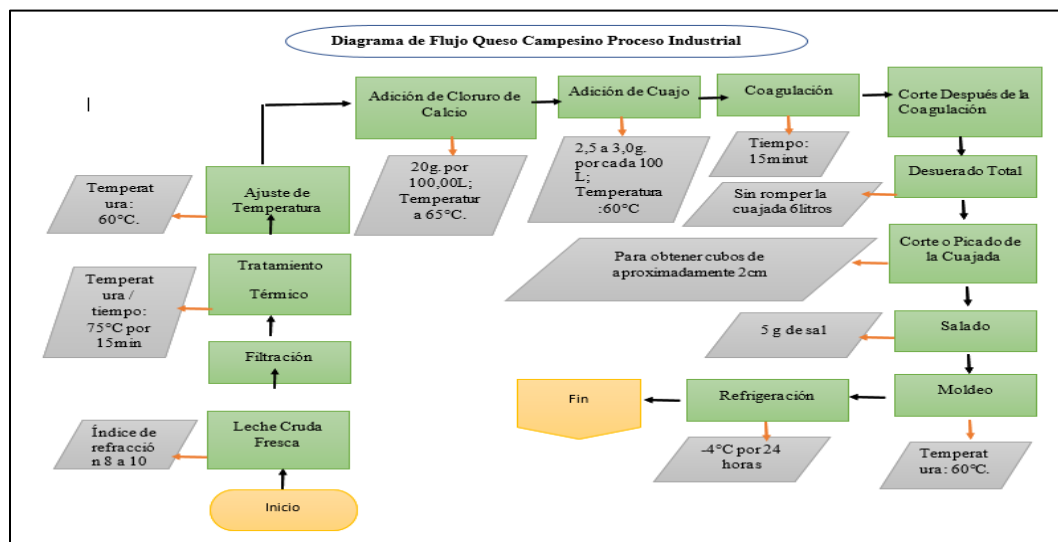 Diagrama de Flujo Queso Campesino Proceso Industrial
Inicio
Leche Cruda
Fresca
Índice de
refracció
n 8 a 10
Filtración
Tratamiento
Térmico
Temperat
ura /
tiempo:
75°C por
15min
Ajuste de
Temperatura
Temperat
ura:
60°C.
Adición de Cloruro de
Calcio
20g. por
100,00L;
Temperatur
a 65°C.
Adición de Cuajo
2,5 a 3,0g.
por cada 100
L;
Temperatura
:60°C
Coagulación
Tiempo:
15minut
Corte Después de la
Coagulación
Desuerado Total
Sin romper la
cuajada 6litros
Corte o Picado de
la Cuajada
Para obtener cubos de
aproximadamente 2cm
Salado
5 g de sal
Moldeo
Temperat
ura: 60°C.
Refrigeración
-4°C por 24
horas
Fin